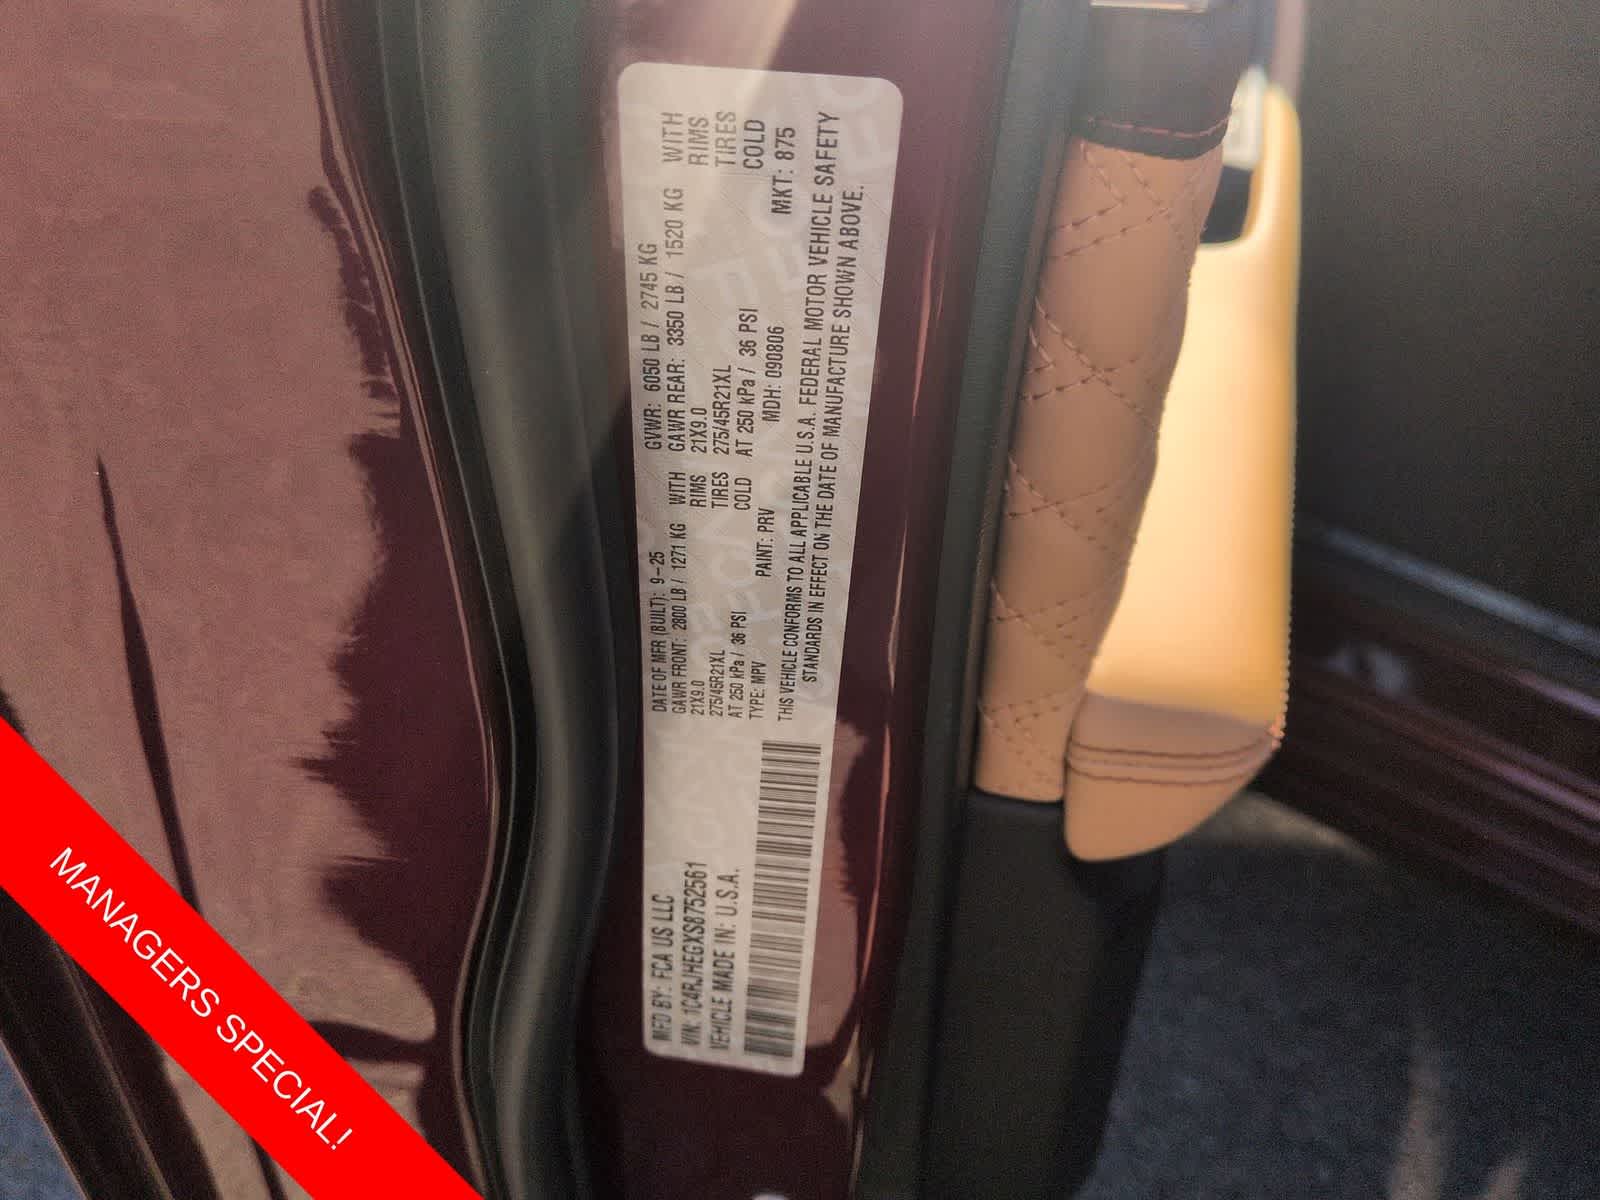 MFD BY: FCA US LLC
DATE OF MFR (BUILT): 9-25
GVWR: 6050 LB / 2745 KG
VIN: 1C4RJHEGXS8752561
GAWR FRONT: 2800 LB / 1271 KG WITH
GAWR REAR: 3350 LB / 1520 KG WITH
VEHICLE MADE IN: U.S.A.
21X9.0 RIMS
21X9.0 RIMS
275/45R21XL TIRES
275/45R21XL TIRES
AT 250 kPa / 36 PSI COLD
AT 250 kPa / 36 PSI COLD
TYPE: MPV PAINT: PRV MDH: 090806 MKT: 875
THIS VEHICLE CONFORMS TO ALL APPLICABLE U.S.A. FEDERAL MOTOR VEHICLE SAFETY
STANDARDS IN EFFECT ON THE DATE OF MANUFACTURE SHOWN ABOVE.
MANAGERS SPECIAL!